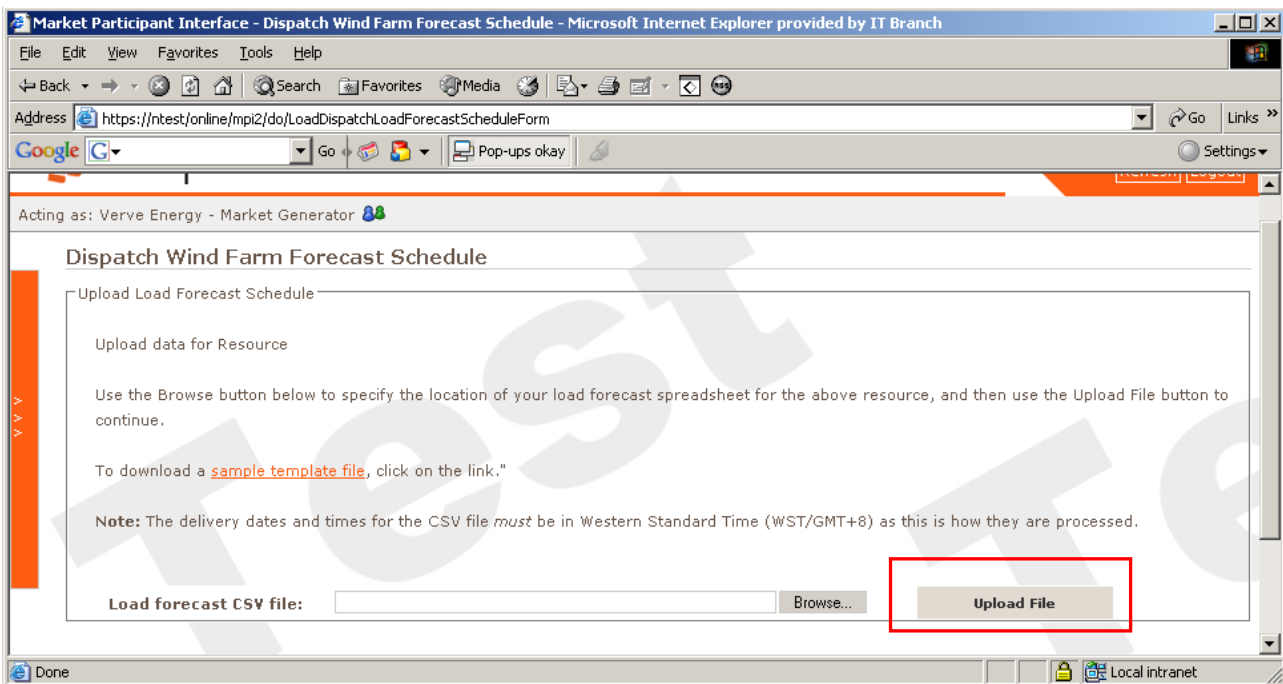 Market Participant Interface - Dispatch Wind Farm Forecast Schedule - Microsoft Internet Explorer provided by IT Branch
File Edit View Favorites Tools Help
Back Search Favorites Media
Address https://ntest/online/mpi2/do/LoadDispatchLoadForecastScheduleForm Go Links »
Google G Go Pop-ups okay Settings
Refresh Logout
Acting as: Verve Energy - Market Generator
Dispatch Wind Farm Forecast Schedule
Upload Load Forecast Schedule
Upload data for Resource
Use the Browse button below to specify the location of your load forecast spreadsheet for the above resource, and then use the Upload File button to
continue.
To download a sample template file, click on the link."
Note: The delivery dates and times for the CSV file must be in Western Standard Time (WST/GMT+8) as this is how they are processed.
Load forecast CSV file: Browse... Upload File
> > >
Test
Te
Done Local intranet